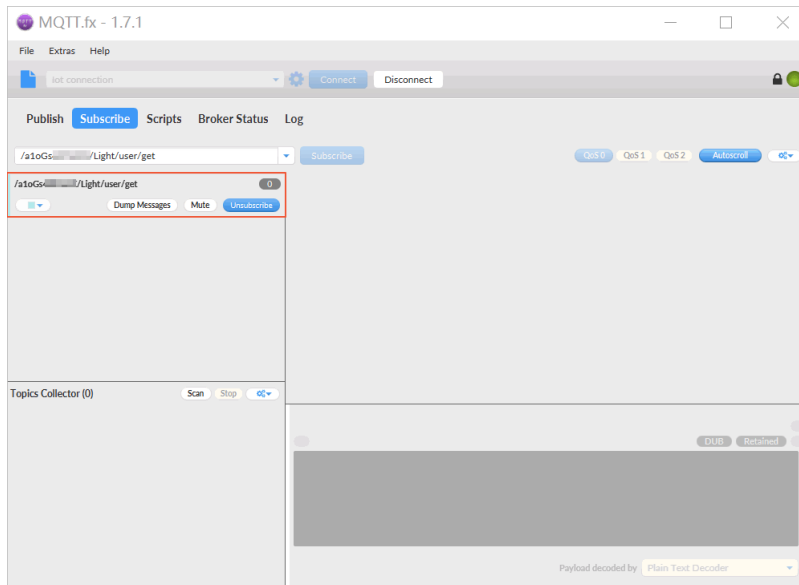 MQTT.fx - 1.7.1
File Extras Help
iot connection Connect Disconnect
Publish Subscribe Scripts Broker Status Log
/a1oGs /Light/user/get Subscribe QoS 0 QoS 1 QoS 2 Autoscroll
/a1oGs /Light/user/get 0
Dump Messages Mute Unsubscribe
Topics Collector (0) Scan Stop
DUB Retained
Payload decoded by Plain Text Decoder